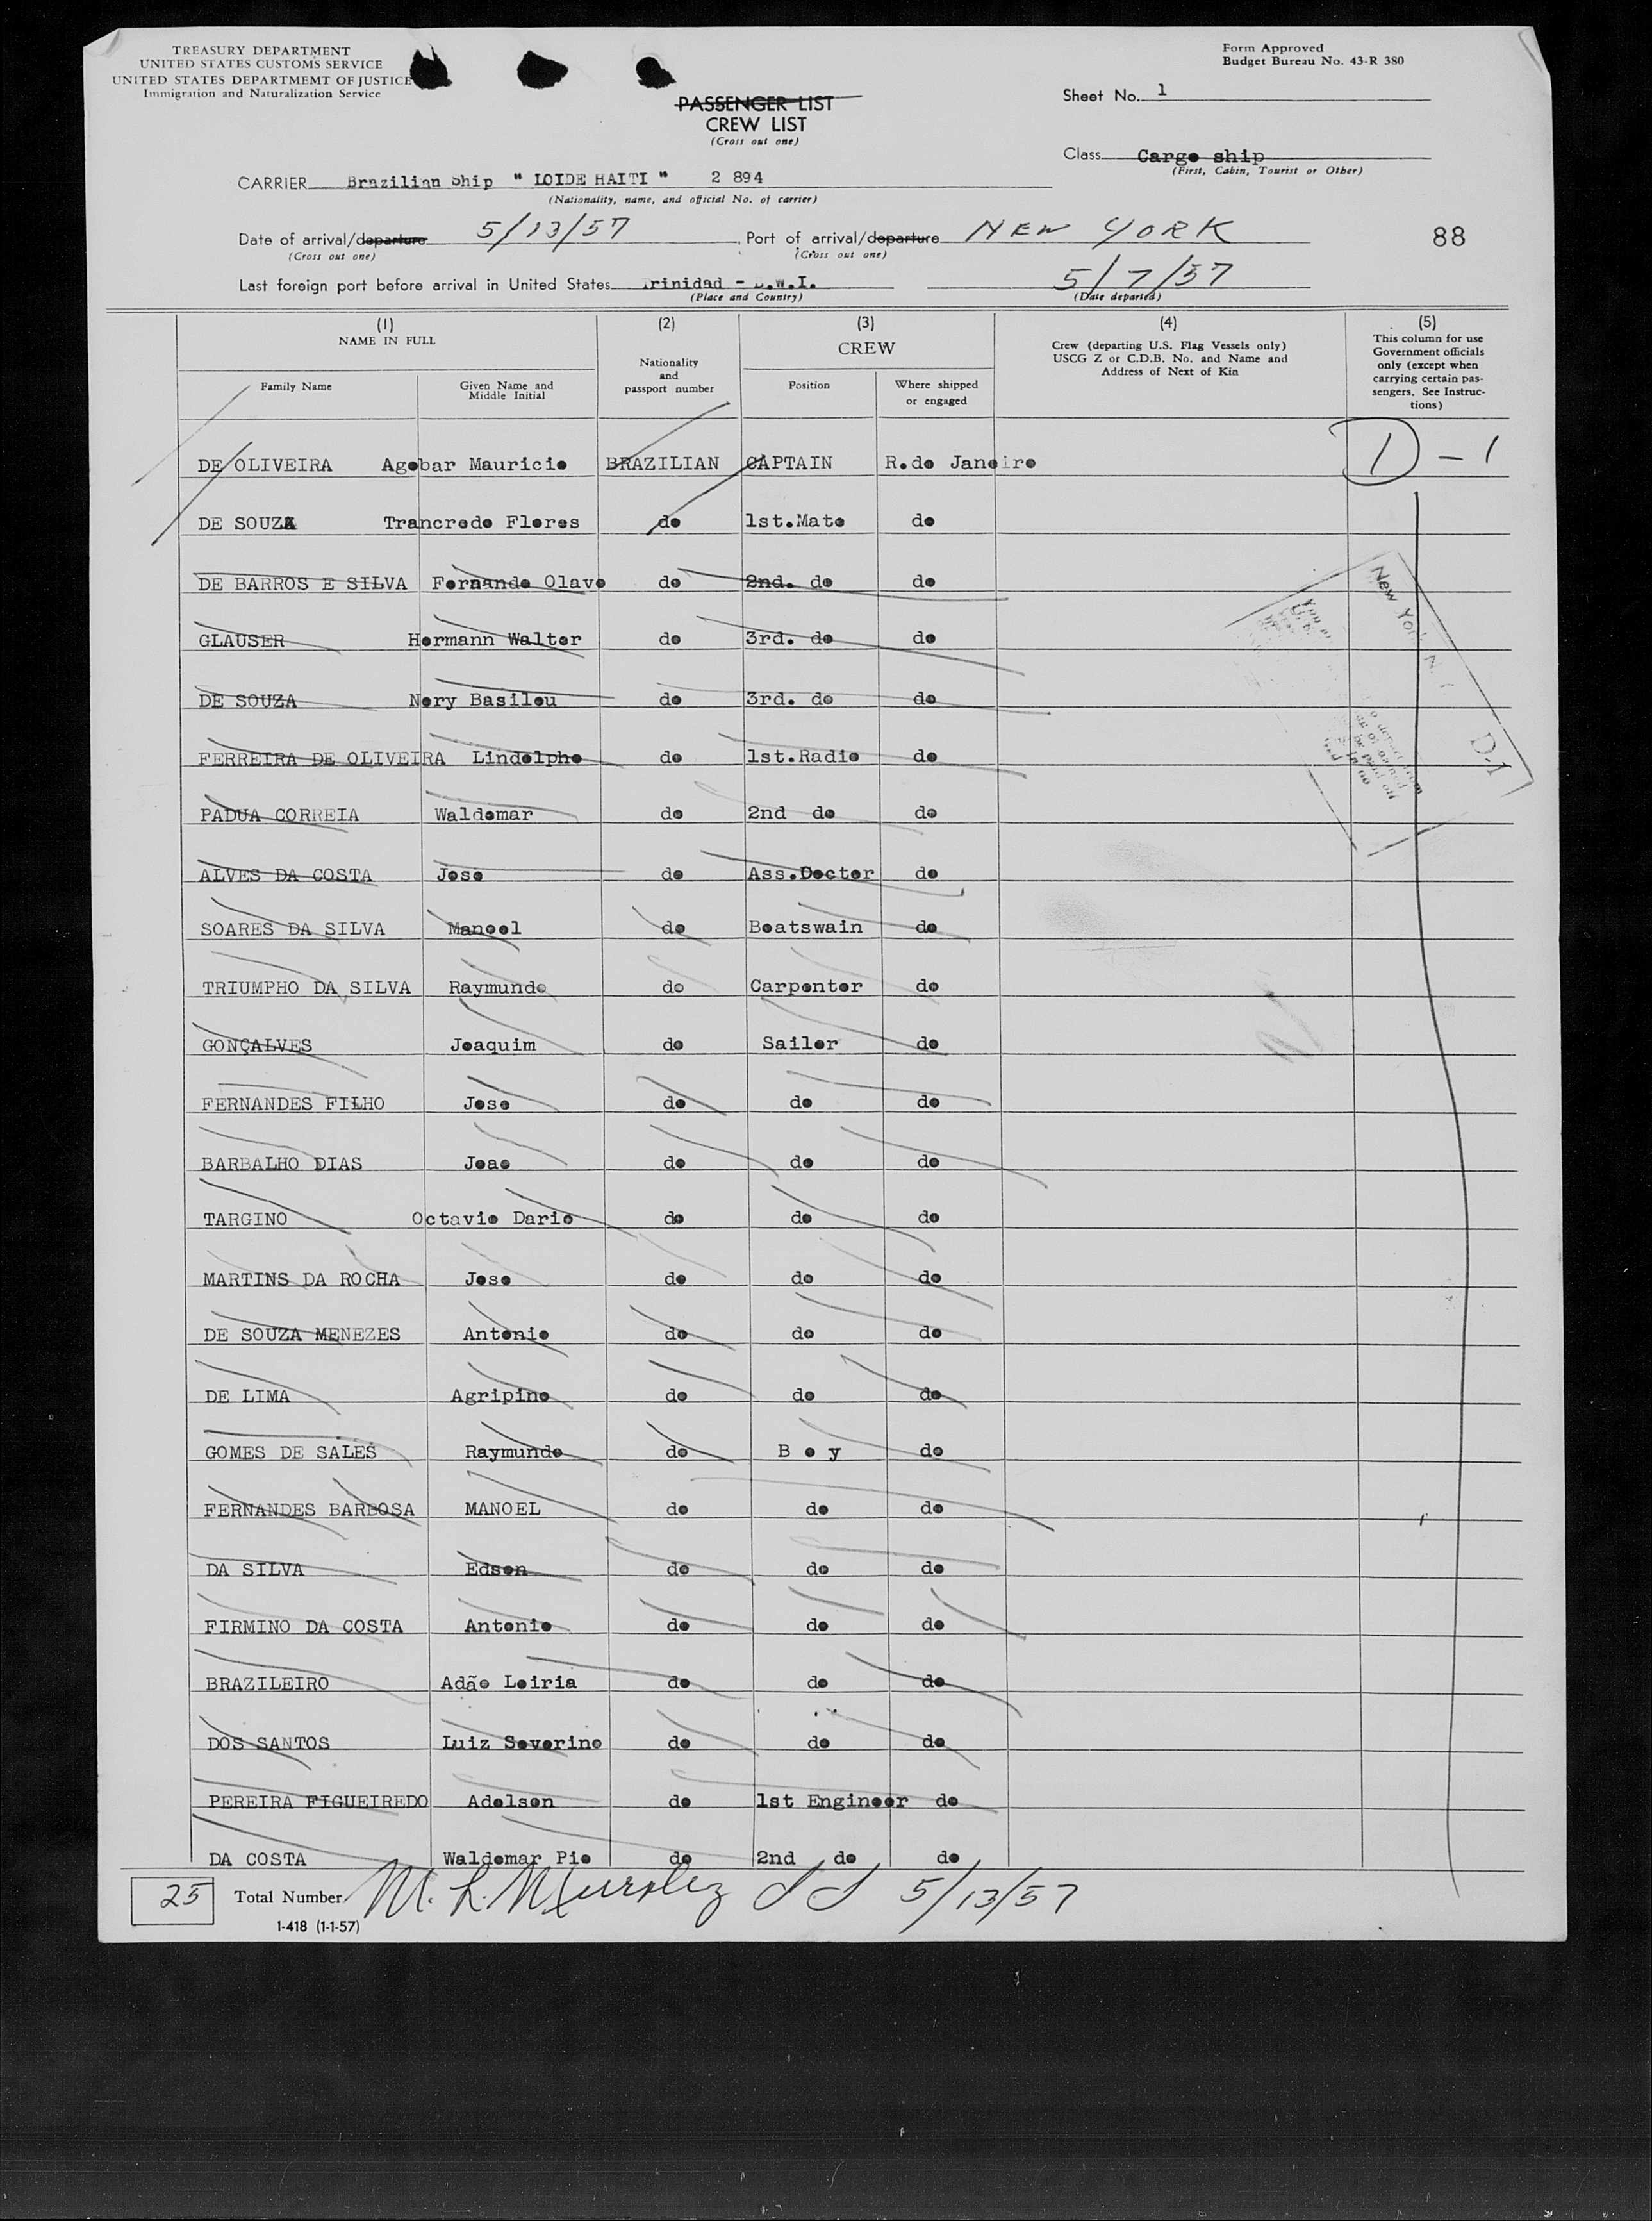 TREASURY DEPARTMENT
UNITED STATES CUSTOMS SERVICE
UNITED STATES DEPARTMEMT OF JUSTICE
Immigration and Naturalization Service
Form Approved
Budget Bureau No. 43-R 380
PASSENGER LIST
CREW LIST
(Cross out one)
Sheet No. 1
Class Cargo ship
(First, Cabin, Tourist or Other)
CARRIER Brazilian Ship " LOIDE HAITI " 2 894
(Nationality, name, and official No. of carrier)
Date of arrival/departure 5/13/57 , Port of arrival/departure NEW YORK
(Cross out one) (Cross out one)
88
Last foreign port before arrival in United States rinidad - .W.I. 5/7/57
(Place and Country) (Date departed)
(1) (2) (3) (4) (5)
NAME IN FULL
Nationality and passport number
CREW
Crew (departing U.S. Flag Vessels only)
USCG Z or C.D.B. No. and Name and
Address of Next of Kin
This column for use
Government officials
only (except when
carrying certain pas-
sengers. See Instruc-
tions)
Family Name Given Name and Middle Initial Position Where shipped or engaged
DE OLIVEIRA Agobar Mauricio BRAZILIAN CAPTAIN R.de Janeiro 1 - 1
DE SOUZA Trancredo Flores do 1st.Mate do
DE BARROS E SILVA Fernando Olavo do 2nd. do do
GLAUSER Hermann Walter do 3rd. do do
DE SOUZA Nery Basileu do 3rd. do do
FERREIRA DE OLIVEIRA Lindolpho do 1st.Radio do
PADUA CORREIA Waldemar do 2nd do do
ALVES DA COSTA Jose do Ass.Doctor do
SOARES DA SILVA Manoel do Boatswain do
TRIUMPHO DA SILVA Raymundo do Carpenter do
GONÇALVES Joaquim do Sailor do
FERNANDES FILHO Jose do do do
BARBALHO DIAS Joao do do do
TARGINO Octavio Dario do do do
MARTINS DA ROCHA Jose do do do
DE SOUZA MENEZES Antonio do do do
DE LIMA Agripino do do do
GOMES DE SALES Raymundo do B o y do
FERNANDES BARBOSA MANOEL do do do
DA SILVA Edson do do do
FIRMINO DA COSTA Antonio do do do
BRAZILEIRO Adão Leiria do do do
DOS SANTOS Luiz Severino do do do
PEREIRA FIGUEIREDO Adelson do 1st Engineer do
DA COSTA Waldemar Pio do 2nd do do
New York N.
D-1
25 Total Number 5/13/57
I-418 (1-1-57)